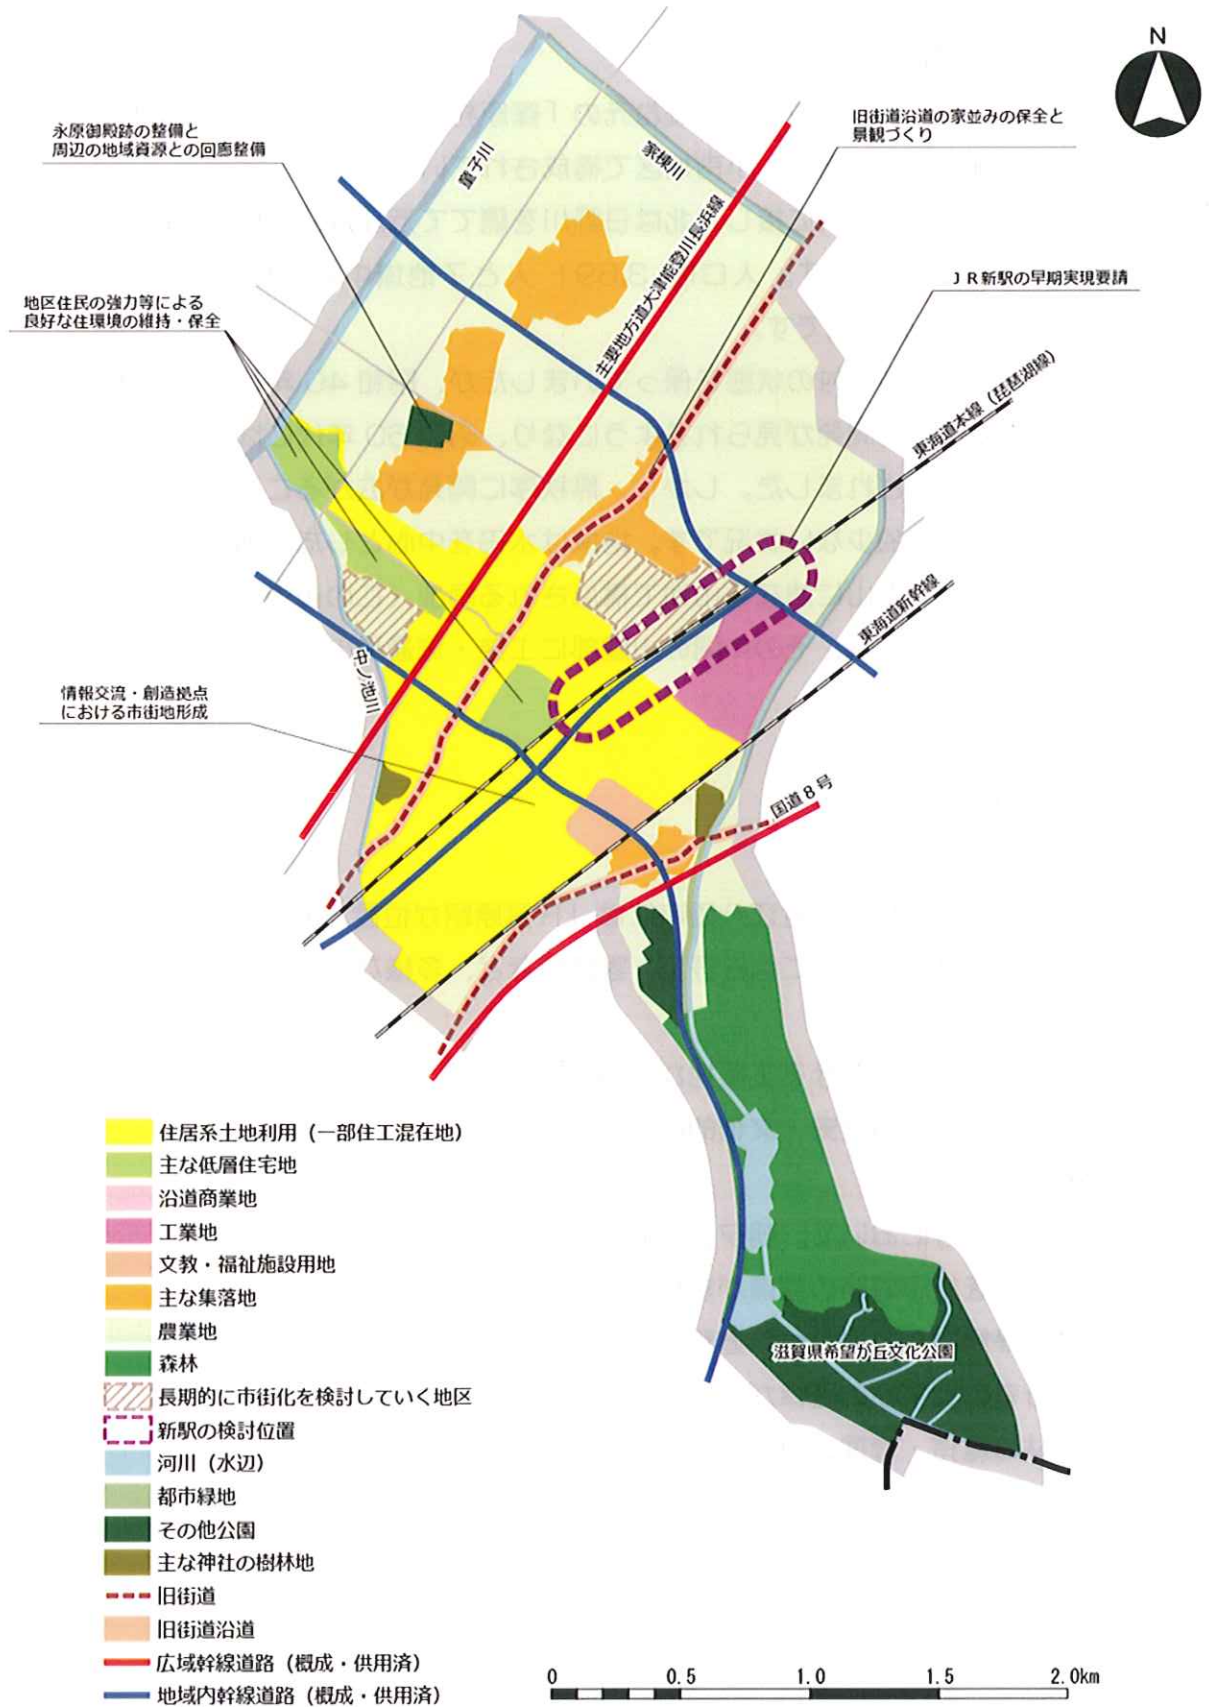 N
永原御殿跡の整備と
周辺の地域資源との回廊整備
旧街道沿道の家並みの保全と
景観づくり
童子川
家棟川
主要地方道大津能登川長浜線
地区住民の強力等による
良好な住環境の維持・保全
ＪＲ新駅の早期実現要請
東海道本線（琵琶湖線）
東海道新幹線
中ノ池川
情報交流・創造拠点
における市街地形成
国道８号
滋賀県希望が丘文化公園
住居系土地利用（一部住工混在地）
主な低層住宅地
沿道商業地
工業地
文教・福祉施設用地
主な集落地
農業地
森林
長期的に市街化を検討していく地区
新駅の検討位置
河川（水辺）
都市緑地
その他公園
主な神社の樹林地
旧街道
旧街道沿道
広域幹線道路（概成・供用済）
地域内幹線道路（概成・供用済）
0 0.5 1.0 1.5 2.0km